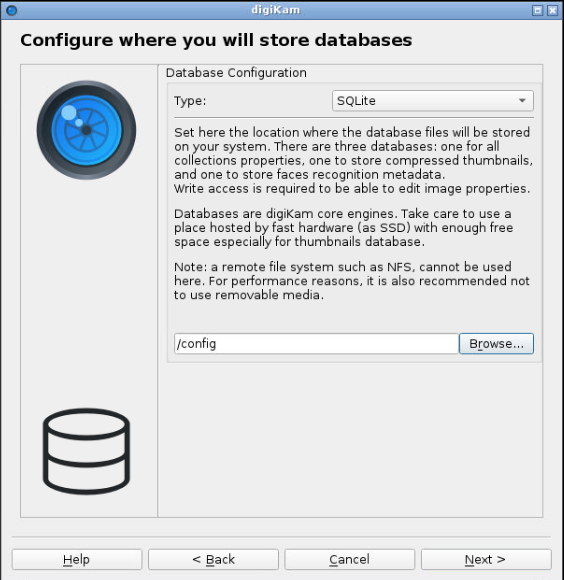 digiKam
Configure where you will store databases
Database Configuration
Type:
SQLite
Set here the location where the database files will be stored
on your system. There are three databases: one for all
collections properties, one to store compressed thumbnails,
and one to store faces recognition metadata.
Write access is required to be able to edit image properties.
Databases are digiKam core engines. Take care to use a
place hosted by fast hardware (as SSD) with enough free
space especially for thumbnails database.
Note: a remote file system such as NFS, cannot be used
here. For performance reasons, it is also recommended not
to use removable media.
/config
Browse...
Help
< Back
Cancel
Next >